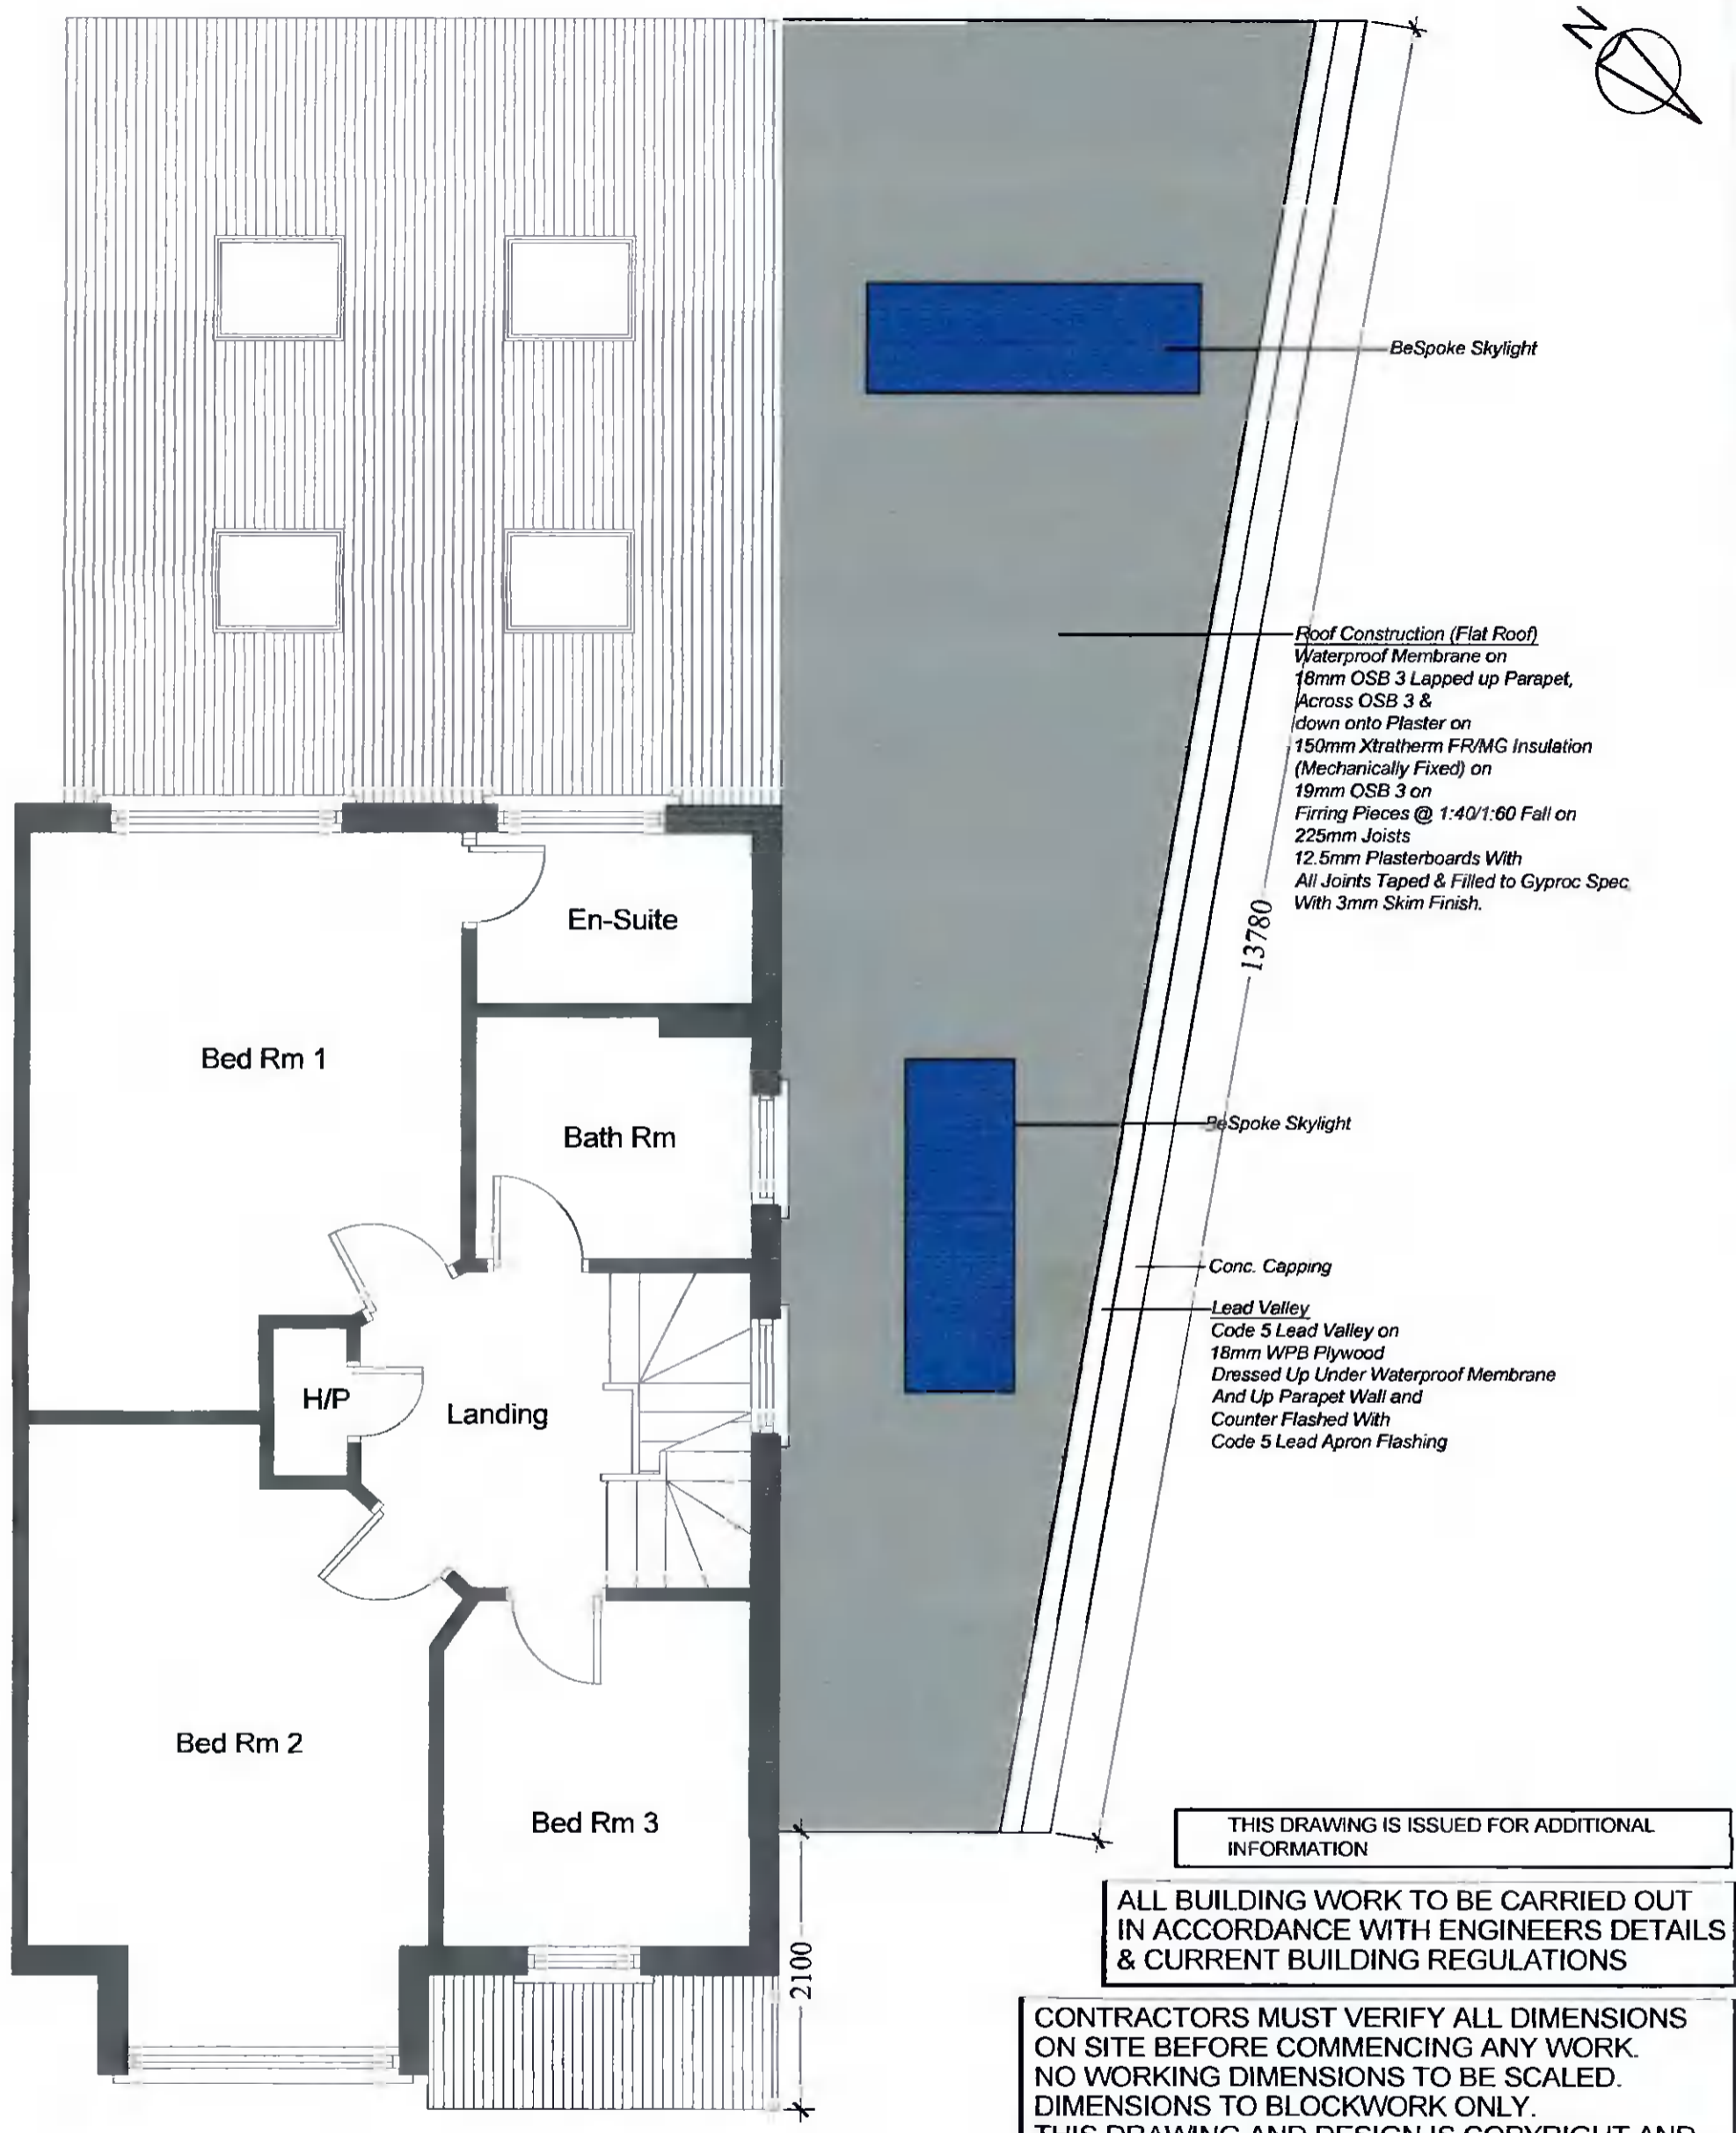 N
BeSpoke Skylight
Roof Construction (Flat Roof)
Waterproof Membrane on
18mm OSB 3 Lapped up Parapet,
Across OSB 3 &
down onto Plaster on
150mm Xtratherm FR/MG Insulation
(Mechanically Fixed) on
19mm OSB 3 on
Firring Pieces @ 1:40/1:60 Fall on
225mm Joists
12.5mm Plasterboards With
All Joints Taped & Filled to Gyproc Spec
With 3mm Skim Finish.
13780
En-Suite
Bed Rm 1
Bath Rm
BeSpoke Skylight
Conc. Capping
Lead Valley
Code 5 Lead Valley on
18mm WPB Plywood
Dressed Up Under Waterproof Membrane
And Up Parapet Wall and
Counter Flashed With
Code 5 Lead Apron Flashing
H/P
Landing
Bed Rm 2
Bed Rm 3
2100
THIS DRAWING IS ISSUED FOR ADDITIONAL
INFORMATION
ALL BUILDING WORK TO BE CARRIED OUT
IN ACCORDANCE WITH ENGINEERS DETAILS
& CURRENT BUILDING REGULATIONS
CONTRACTORS MUST VERIFY ALL DIMENSIONS
ON SITE BEFORE COMMENCING ANY WORK.
NO WORKING DIMENSIONS TO BE SCALED.
DIMENSIONS TO BLOCKWORK ONLY.
THIS DRAWING AND DESIGN IS COPYRIGHT AND